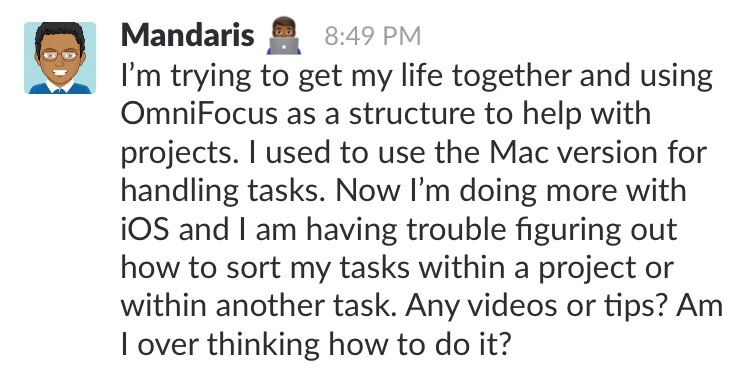 Mandaris 👨🏾‍💻 8:49 PM
I’m trying to get my life together and using
OmniFocus as a structure to help with
projects. I used to use the Mac version for
handling tasks. Now I’m doing more with
iOS and I am having trouble figuring out
how to sort my tasks within a project or
within another task. Any videos or tips? Am
I over thinking how to do it?